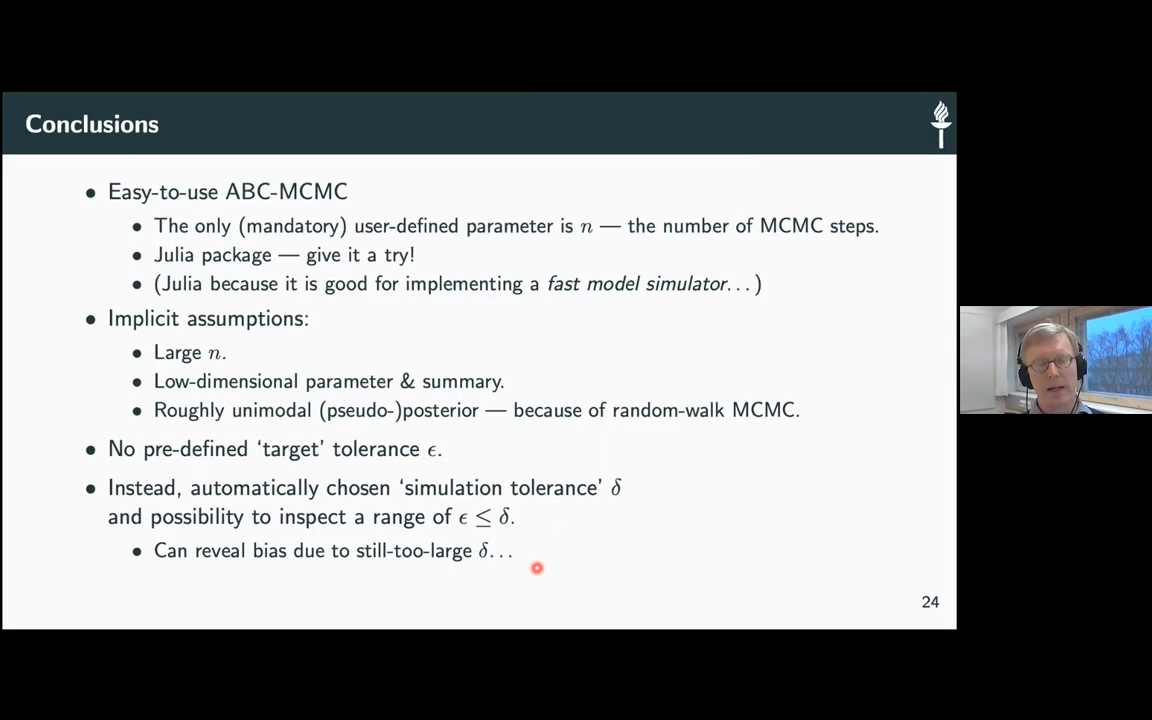 Conclusions
• Easy-to-use ABC-MCMC
• The only (mandatory) user-defined parameter is n — the number of MCMC steps.
• Julia package — give it a try!
• (Julia because it is good for implementing a fast model simulator. . . )
• Implicit assumptions:
• Large n.
• Low-dimensional parameter & summary.
• Roughly unimodal (pseudo-)posterior — because of random-walk MCMC.
• No pre-defined ‘target’ tolerance ϵ.
• Instead, automatically chosen ‘simulation tolerance’ δ
and possibility to inspect a range of ϵ ≤ δ.
• Can reveal bias due to still-too-large δ. . .
24